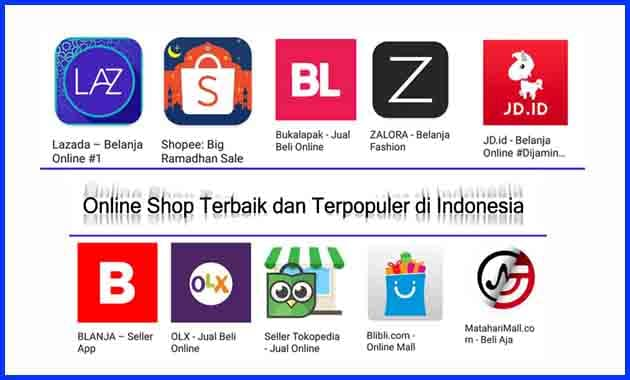 LAZ
S
BL
Z
JD.ID
Lazada – Belanja
Online #1
Shopee: Big
Ramadhan Sale
Bukalapak - Jual
Beli Online
ZALORA - Belanja
Fashion
JD.id - Belanja
Online #Dijamin...
Online Shop Terbaik dan Terpopuler di Indonesia
B
OLX
BLANJA – Seller
App
OLX - Jual Beli
Online
Seller Tokopedia
- Jual Online
Blibli.com -
Online Mall
MatahariMall.co
m - Beli Aja